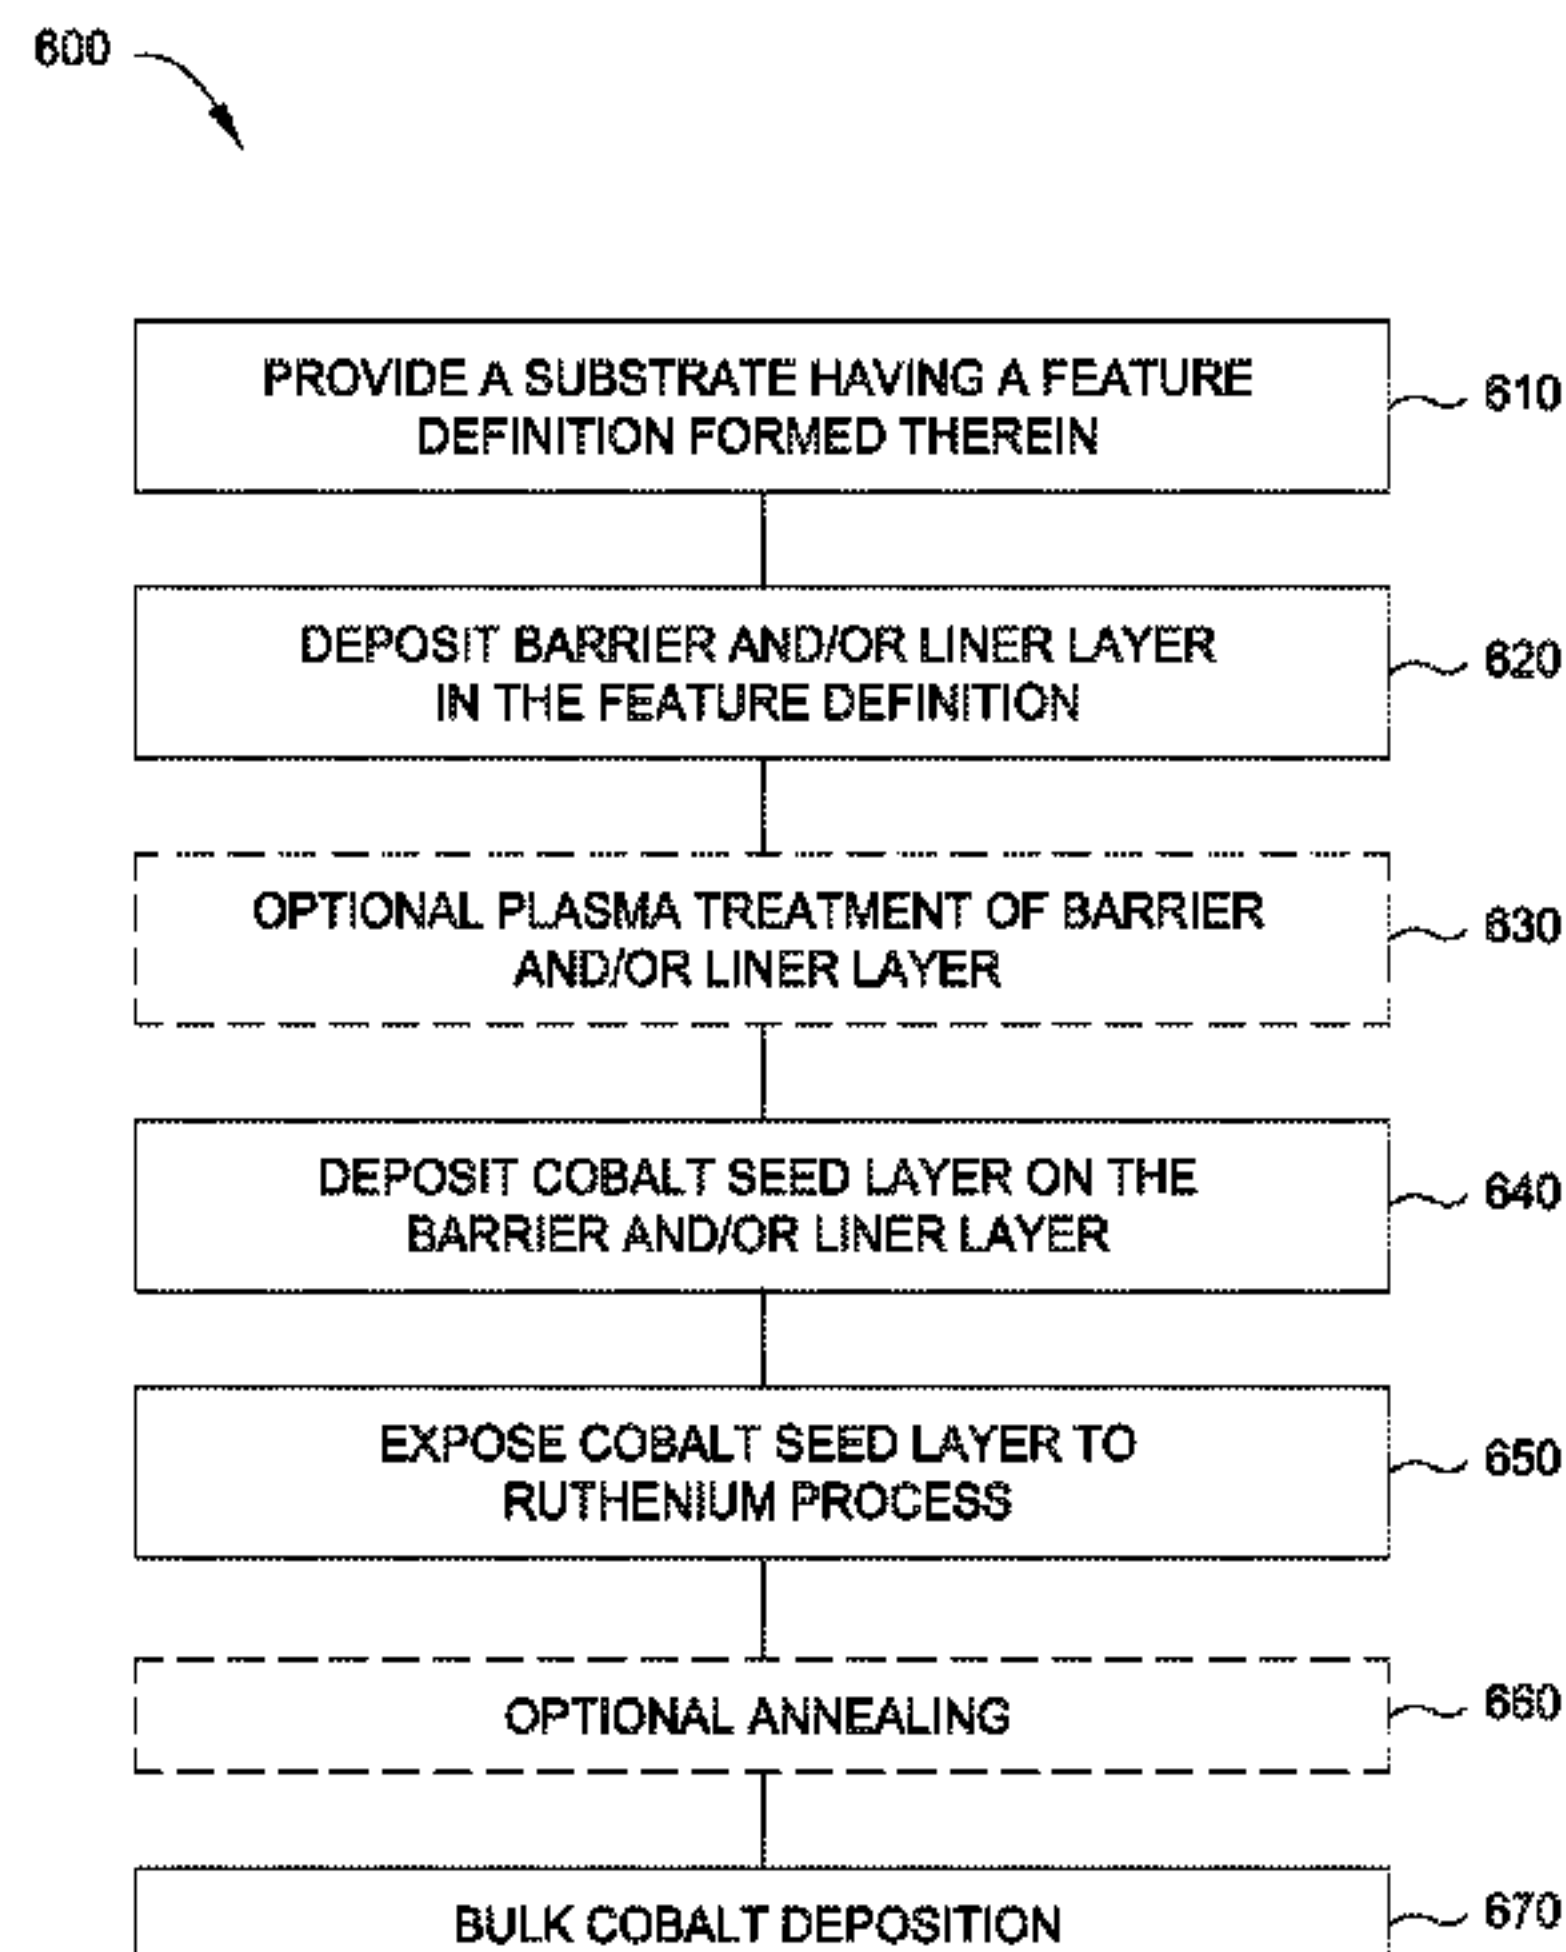 600
PROVIDE A SUBSTRATE HAVING A FEATURE
DEFINITION FORMED THEREIN
610
DEPOSIT BARRIER AND/OR LINER LAYER
IN THE FEATURE DEFINITION
620
OPTIONAL PLASMA TREATMENT OF BARRIER
AND/OR LINER LAYER
630
DEPOSIT COBALT SEED LAYER ON THE
BARRIER AND/OR LINER LAYER
640
EXPOSE COBALT SEED LAYER TO
RUTHENIUM PROCESS
650
OPTIONAL ANNEALING
660
BULK COBALT DEPOSITION
670